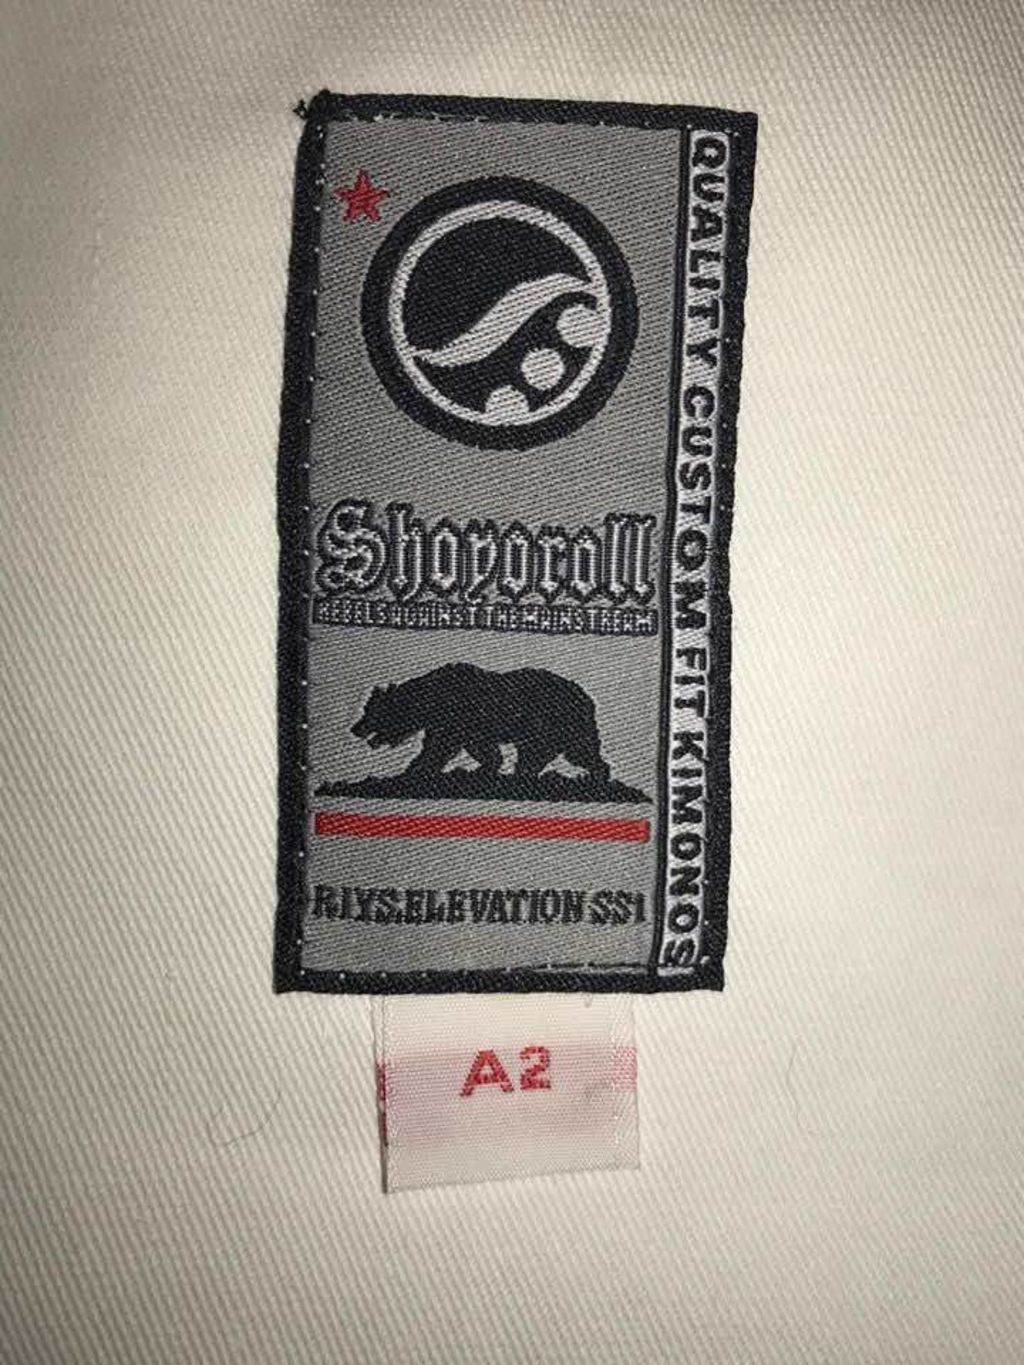 Shoyoroll
REBELS AGAINST THE MAINSTREAM
R.I.Y.S. ELEVATION SS1
QUALITY CUSTOM FIT KIMONOS
A2